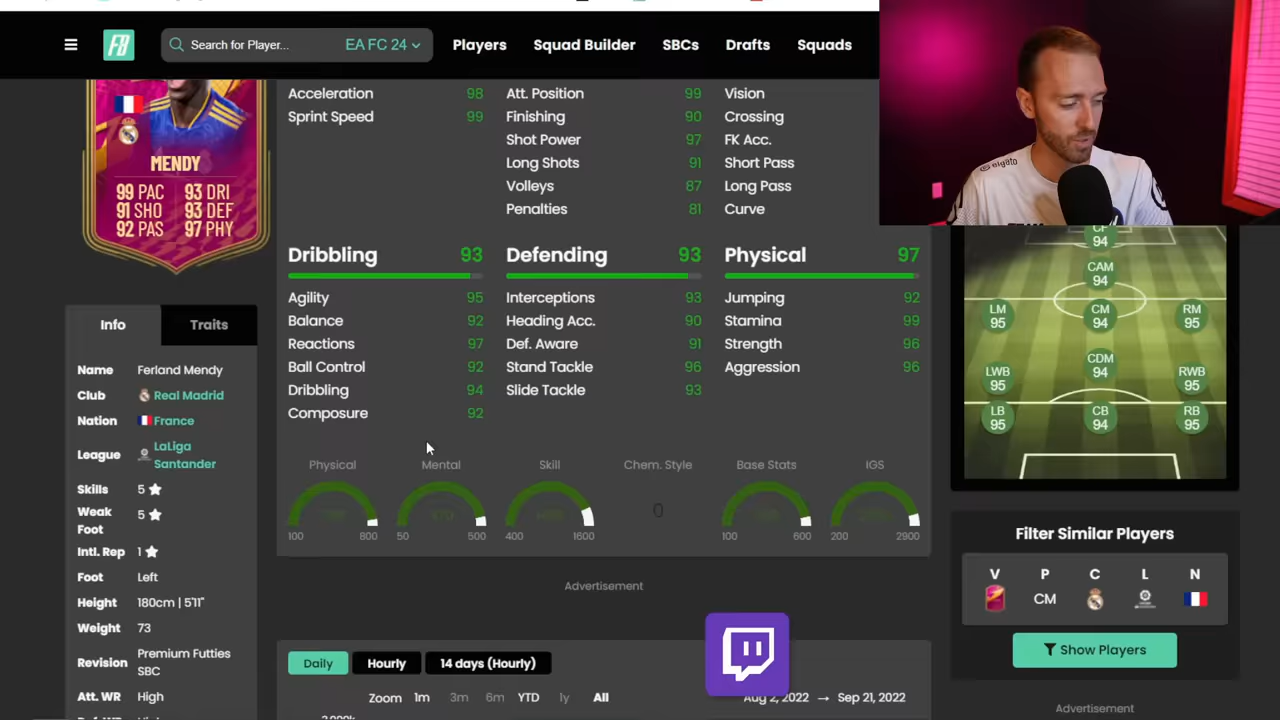 FB
Search for Player...
EA FC 24
Players
Squad Builder
SBCs
Drafts
Squads
MENDY
99 PAC 93 DRI
91 SHO 93 DEF
92 PAS 97 PHY
Acceleration 98
Sprint Speed 99
Att. Position 99
Finishing 90
Shot Power 97
Long Shots 91
Volleys 87
Penalties 81
Vision
Crossing
FK Acc.
Short Pass
Long Pass
Curve
elgato
Dribbling 93
Agility 95
Balance 92
Reactions 97
Ball Control 92
Dribbling 94
Composure 92
Defending 93
Interceptions 93
Heading Acc. 90
Def. Aware 91
Stand Tackle 96
Slide Tackle 93
Physical 97
Jumping 92
Stamina 99
Strength 96
Aggression 96
CF
94
CAM
94
LM
95
CM
94
RM
95
LWB
95
CDM
94
RWB
95
LB
95
CB
94
RB
95
Info
Traits
Name Ferland Mendy
Club Real Madrid
Nation France
League LaLiga
Santander
Skills 5
Weak
Foot 5
Intl. Rep 1
Foot Left
Height 180cm | 5'11"
Weight 73
Revision Premium Futties
SBC
Att. WR High
Physical
100 800
Mental
50 500
Skill
400 1600
Chem. Style
0
Base Stats
100 600
IGS
200 2900
Advertisement
Filter Similar Players
V P C L N
CM
Show Players
Advertisement
Daily
Hourly
14 days (Hourly)
Zoom 1m 3m 6m YTD 1y All
Aug 2, 2022 → Sep 21, 2022